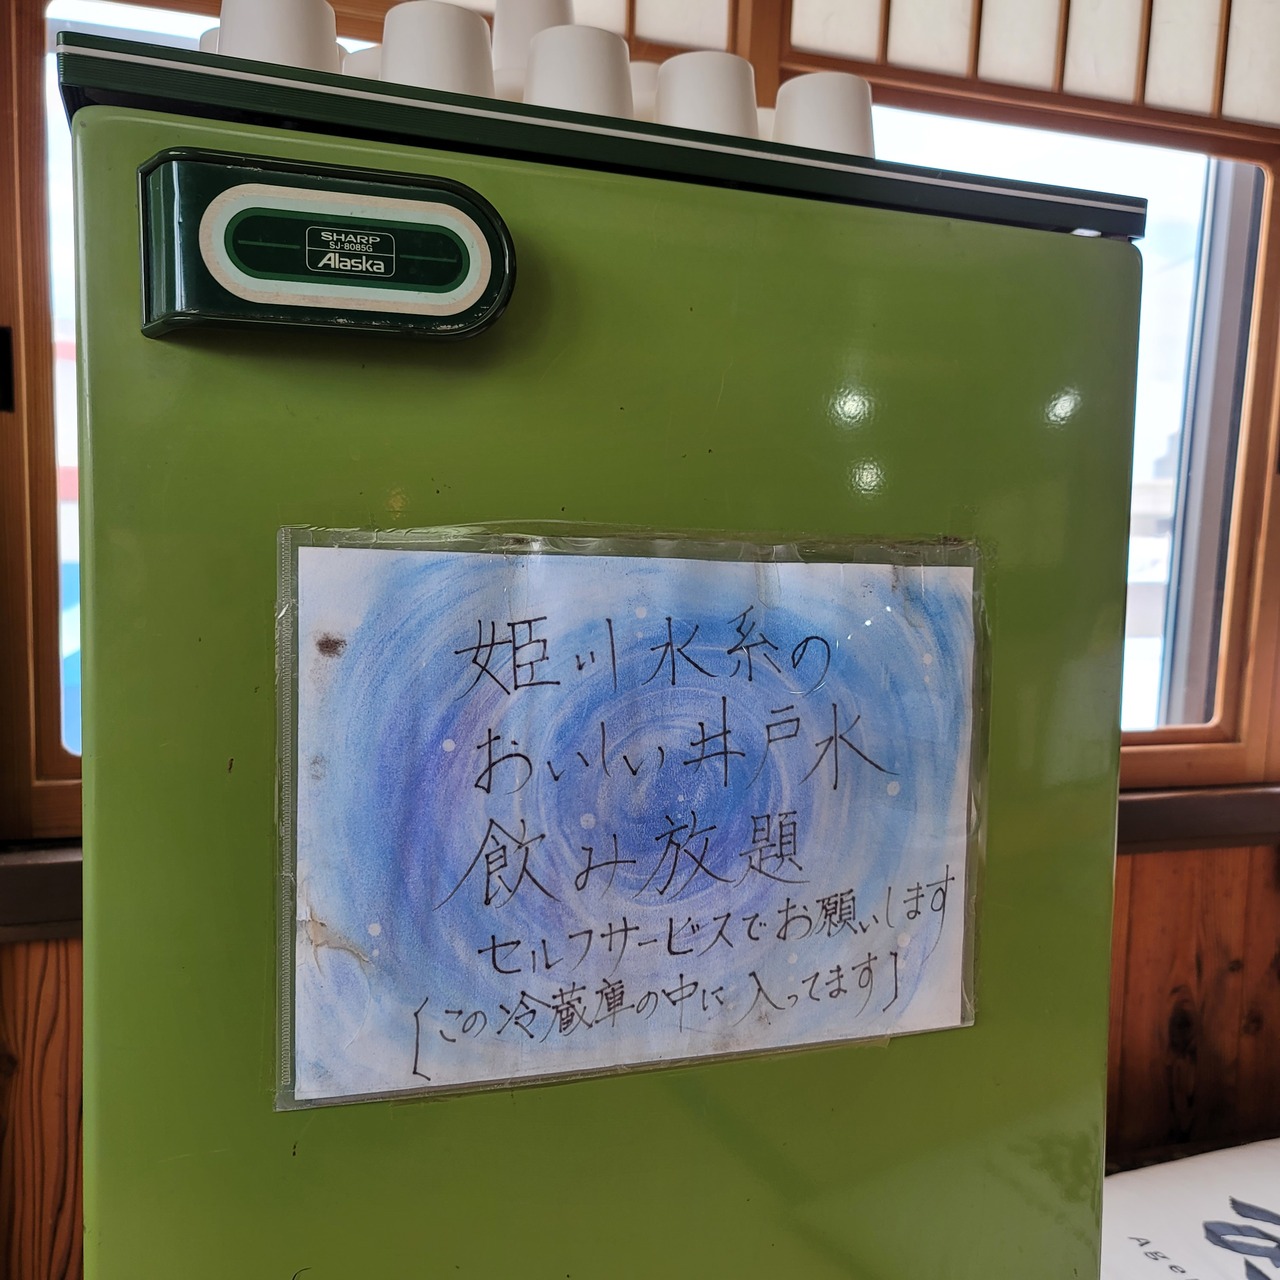 SHARP
SJ-8085G
Alaska
姫川水系の
おいしい井戸水
飲み放題
セルフサービスでお願いします
[この冷蔵庫の中に入ってます]
Age